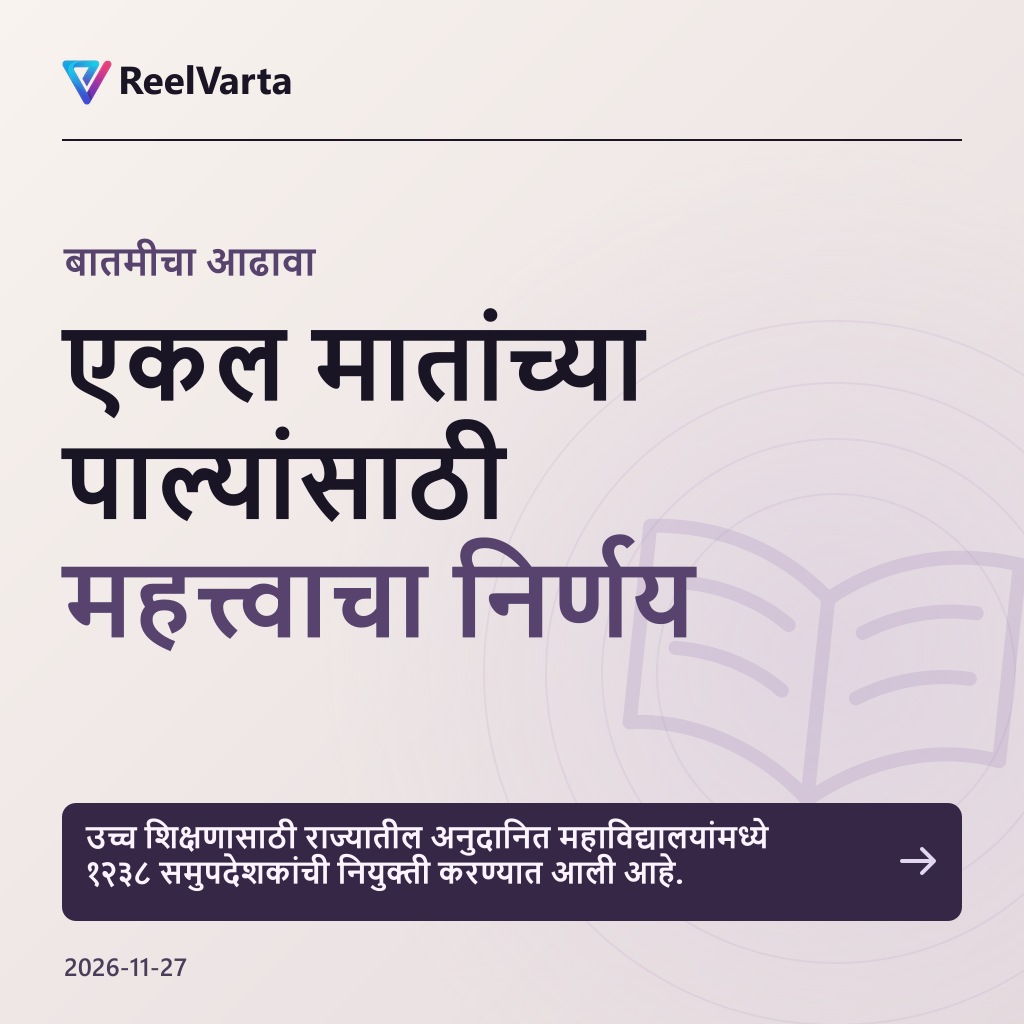 ReelVarta
बातमीचा आढावा
एकल मातांच्या
पाल्यांसाठी
महत्त्वाचा निर्णय
उच्च शिक्षणासाठी राज्यातील अनुदानित महाविद्यालयांमध्ये
१२३८ समुपदेशकांची नियुक्ती करण्यात आली आहे.
2026-11-27